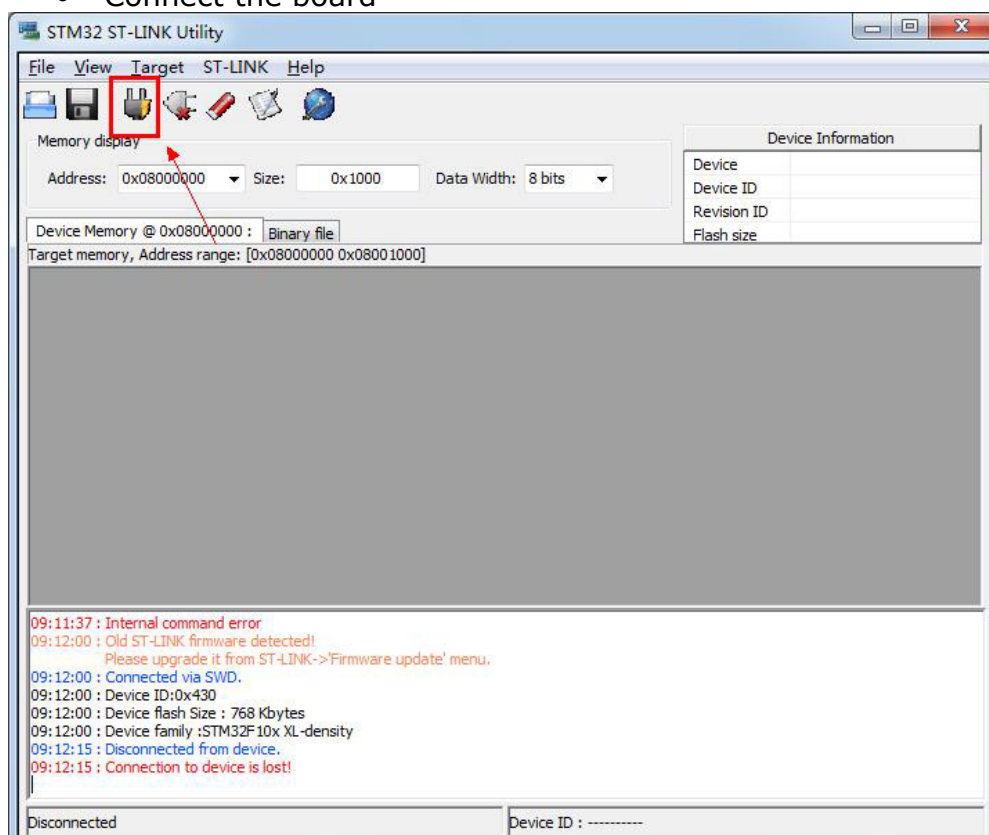 • Connect the board
STM32 ST-LINK Utility
File View Target ST-LINK Help
Memory display
Address: 0x08000000 Size: 0x1000 Data Width: 8 bits
Device Information
Device
Device ID
Revision ID
Flash size
Device Memory @ 0x08000000 : Binary file
Target memory, Address range: [0x08000000 0x08001000]
09:11:37 : Internal command error
09:12:00 : Old ST-LINK firmware detected!
Please upgrade it from ST-LINK->'Firmware update' menu.
09:12:00 : Connected via SWD.
09:12:00 : Device ID:0x430
09:12:00 : Device flash Size : 768 Kbytes
09:12:00 : Device family :STM32F10x XL-density
09:12:15 : Disconnected from device.
09:12:15 : Connection to device is lost!
Disconnected
Device ID : ----------